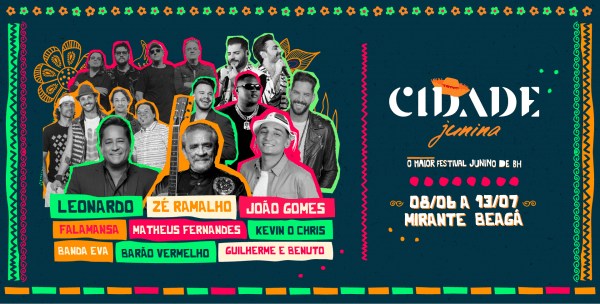 CIDADE
junina
O MAIOR FESTIVAL JUNINO DE BH
08/06 A 13/07
MIRANTE BEAGÁ
LEONARDO
ZÉ RAMALHO
JOÃO GOMES
FALAMANSA
MATHEUS FERNANDES
KEVIN O CHRIS
BANDA EVA
BARÃO VERMELHO
GUILHERME E BENUTO